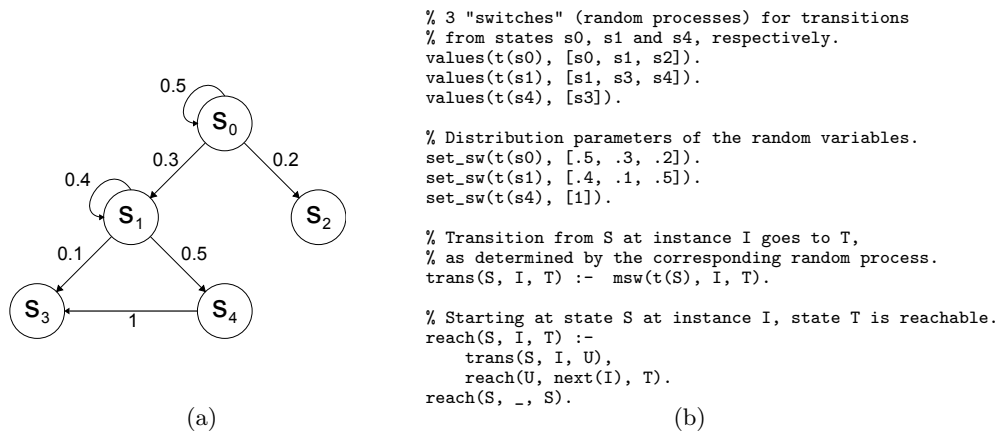 0.5
S0
0.3
0.2
0.4
S1
S2
0.1
0.5
S3
1
S4
(a)
% 3 "switches" (random processes) for transitions
% from states s0, s1 and s4, respectively.
values(t(s0), [s0, s1, s2]).
values(t(s1), [s1, s3, s4]).
values(t(s4), [s3]).
% Distribution parameters of the random variables.
set_sw(t(s0), [.5, .3, .2]).
set_sw(t(s1), [.4, .1, .5]).
set_sw(t(s4), [1]).
% Transition from S at instance I goes to T,
% as determined by the corresponding random process.
trans(S, I, T) :-  msw(t(S), I, T).
% Starting at state S at instance I, state T is reachable.
reach(S, I, T) :-
    trans(S, I, U),
    reach(U, next(I), T).
reach(S, _, S).
(b)